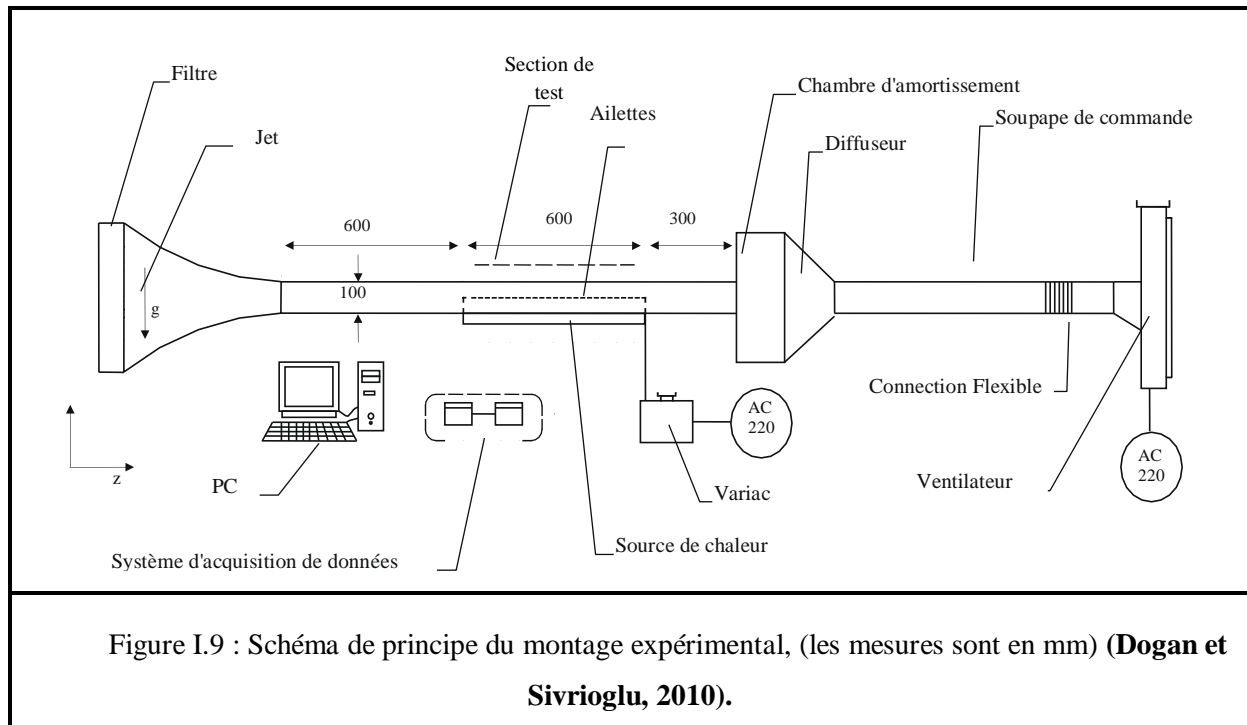 Filtre
Section de
test
Chambre d'amortissement
Ailettes
Soupape de commande
Jet
Diffuseur
600
600
300
100
g
Connection Flexible
AC
220
AC
220
z
PC
Variac
Ventilateur
Système d'acquisition de données
Source de chaleur
Figure I.9 : Schéma de principe du montage expérimental, (les mesures sont en mm) (Dogan et
Sivrioglu, 2010).